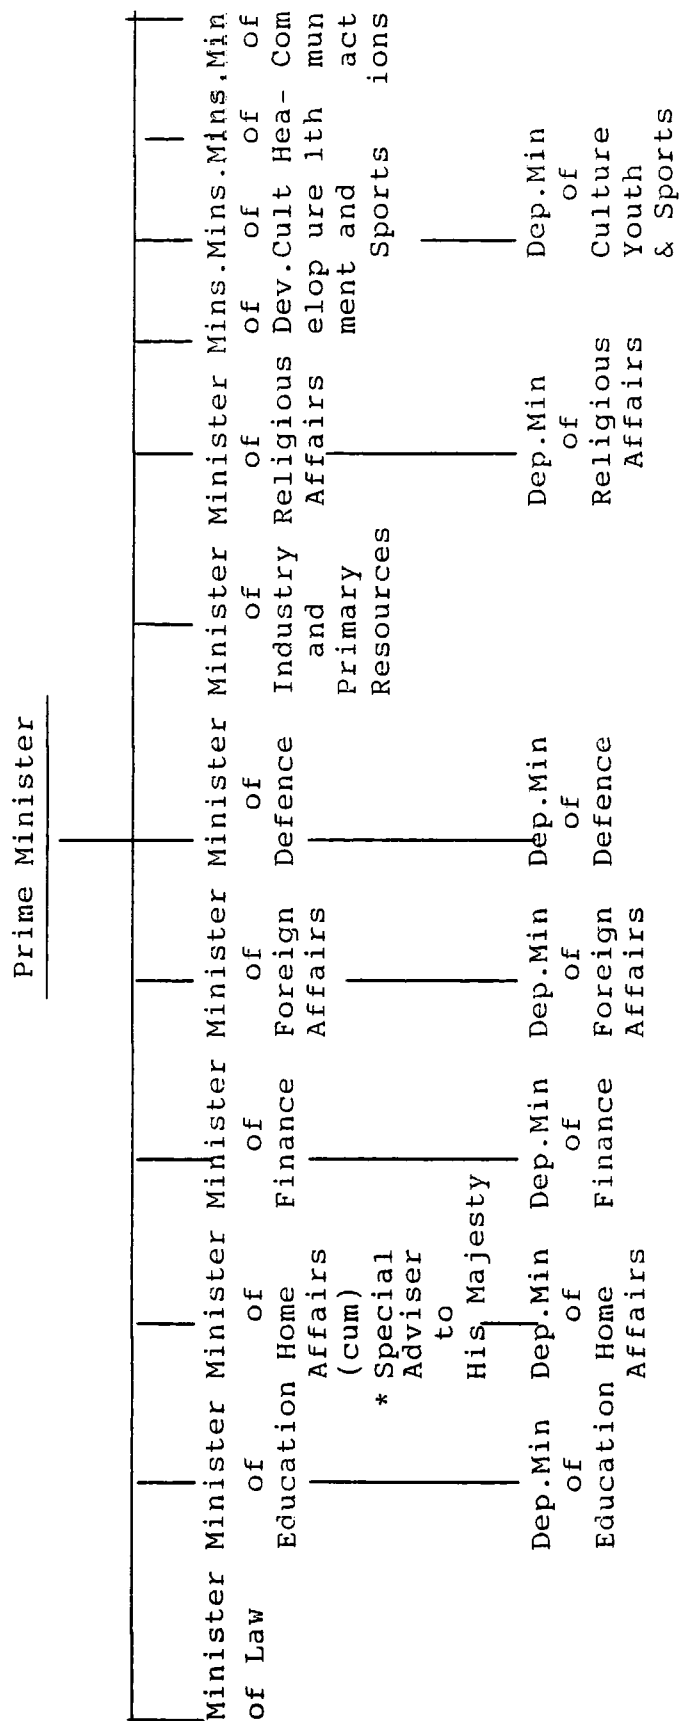 Prime Minister
Minister Minister Minister Minister Minister Minister Minister Minister Mins.Mins.Mins.Min
of Law of of of of of of of of of of of
Education Home Finance Foreign Defence Industry Religious Dev.Cult Hea- Com
Affairs Affairs and Affairs elop ure lth mun
(cum) Primary ment and act
* Special Resources Sports ions
Adviser
to
His Majesty
Dep.Min Dep.Min Dep.Min Dep.Min Dep.Min Dep.Min Dep.Min
of of of of of of of
Education Home Finance Foreign Defence Religious Culture
Affairs Affairs Affairs Youth
& Sports